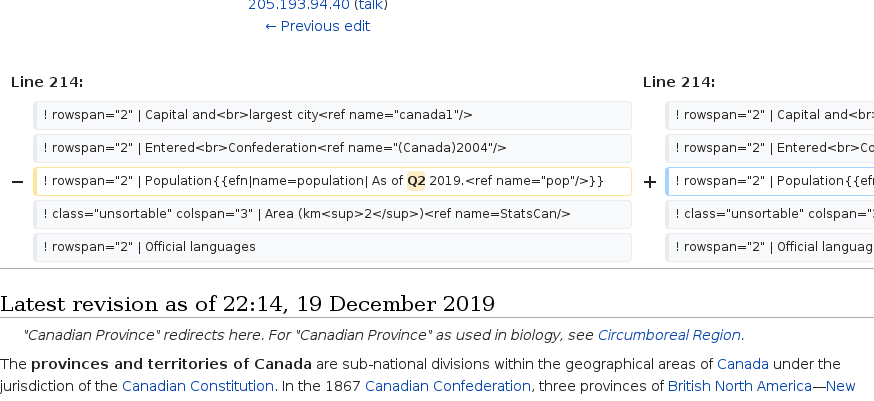 205.193.94.40 (talk)
← Previous edit
Line 214:
Line 214:
! rowspan="2" | Capital and<br>largest city<ref name="canada1"/>
! rowspan="2" | Capital and<br>
! rowspan="2" | Entered<br>Confederation<ref name="(Canada)2004"/>
! rowspan="2" | Entered<br>Co
− ! rowspan="2" | Population{{efn|name=population| As of Q2 2019.<ref name="pop"/>}}
+ ! rowspan="2" | Population{{ef
! class="unsortable" colspan="3" | Area (km<sup>2</sup>)<ref name=StatsCan/>
! class="unsortable" colspan="
! rowspan="2" | Official languages
! rowspan="2" | Official languag
Latest revision as of 22:14, 19 December 2019
"Canadian Province" redirects here. For "Canadian Province" as used in biology, see Circumboreal Region.
The provinces and territories of Canada are sub-national divisions within the geographical areas of Canada under the
jurisdiction of the Canadian Constitution. In the 1867 Canadian Confederation, three provinces of British North America—New